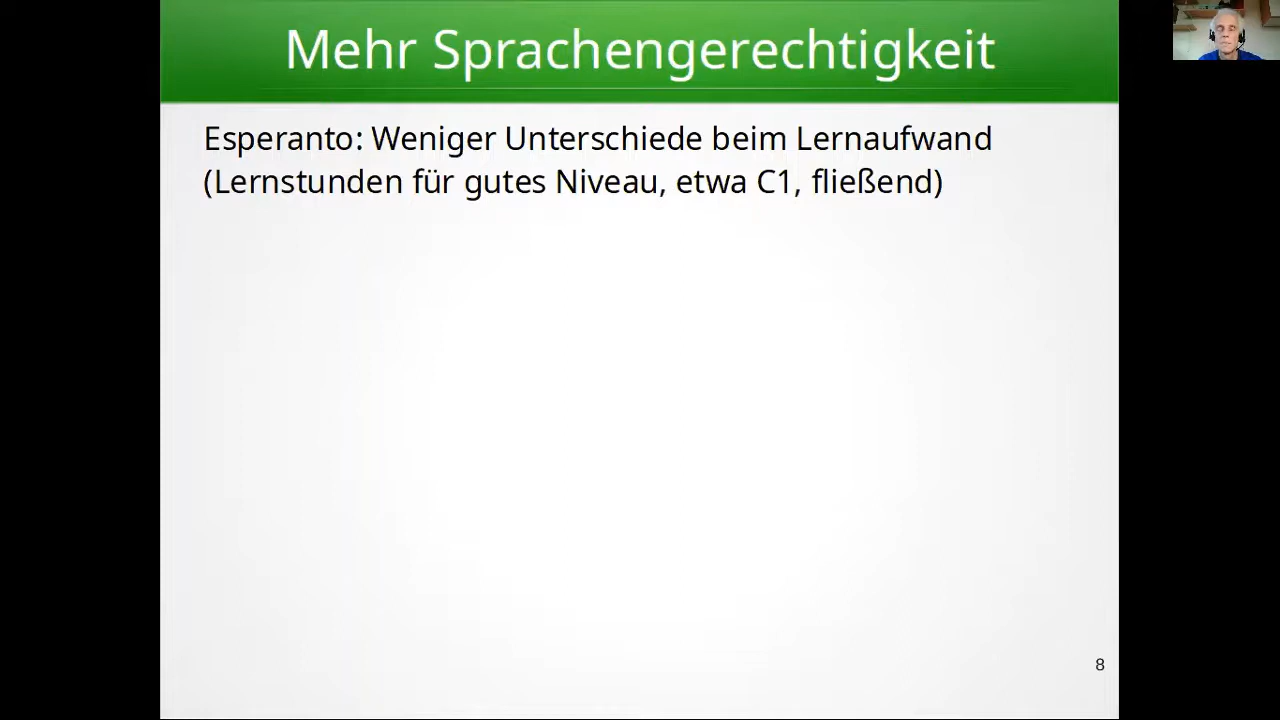 Mehr Sprachengerechtigkeit
Esperanto: Weniger Unterschiede beim Lernaufwand
(Lernstunden für gutes Niveau, etwa C1, fließend)
8